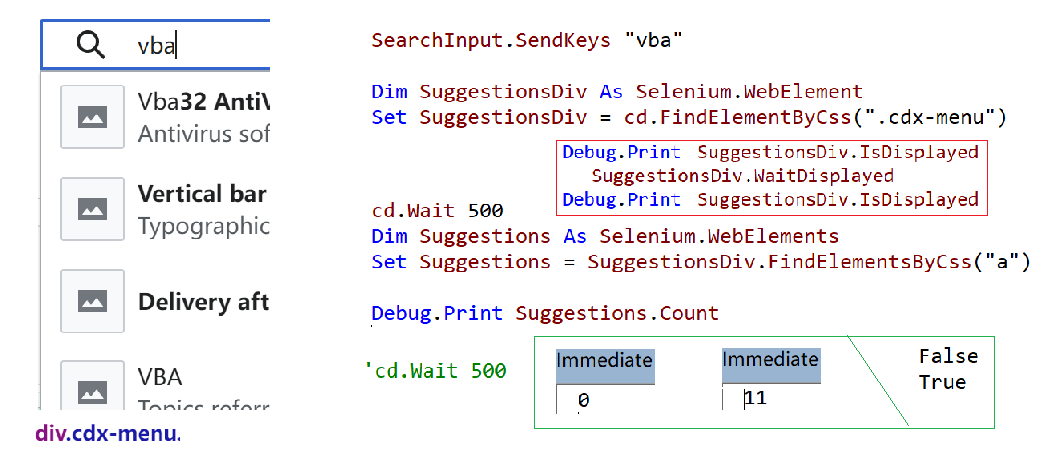 vba
Vba32 AntiV
Antivirus sof
Vertical bar
Typographic
Delivery aft
VBA
Topics referr
div.cdx-menu.
SearchInput.SendKeys "vba"
Dim SuggestionsDiv As Selenium.WebElement
Set SuggestionsDiv = cd.FindElementByCss(".cdx-menu")
Debug.Print SuggestionsDiv.IsDisplayed
SuggestionsDiv.WaitDisplayed
Debug.Print SuggestionsDiv.IsDisplayed
cd.Wait 500
Dim Suggestions As Selenium.WebElements
Set Suggestions = SuggestionsDiv.FindElementsByCss("a")
Debug.Print Suggestions.Count
'cd.Wait 500
Immediate
0
Immediate
11
False
True